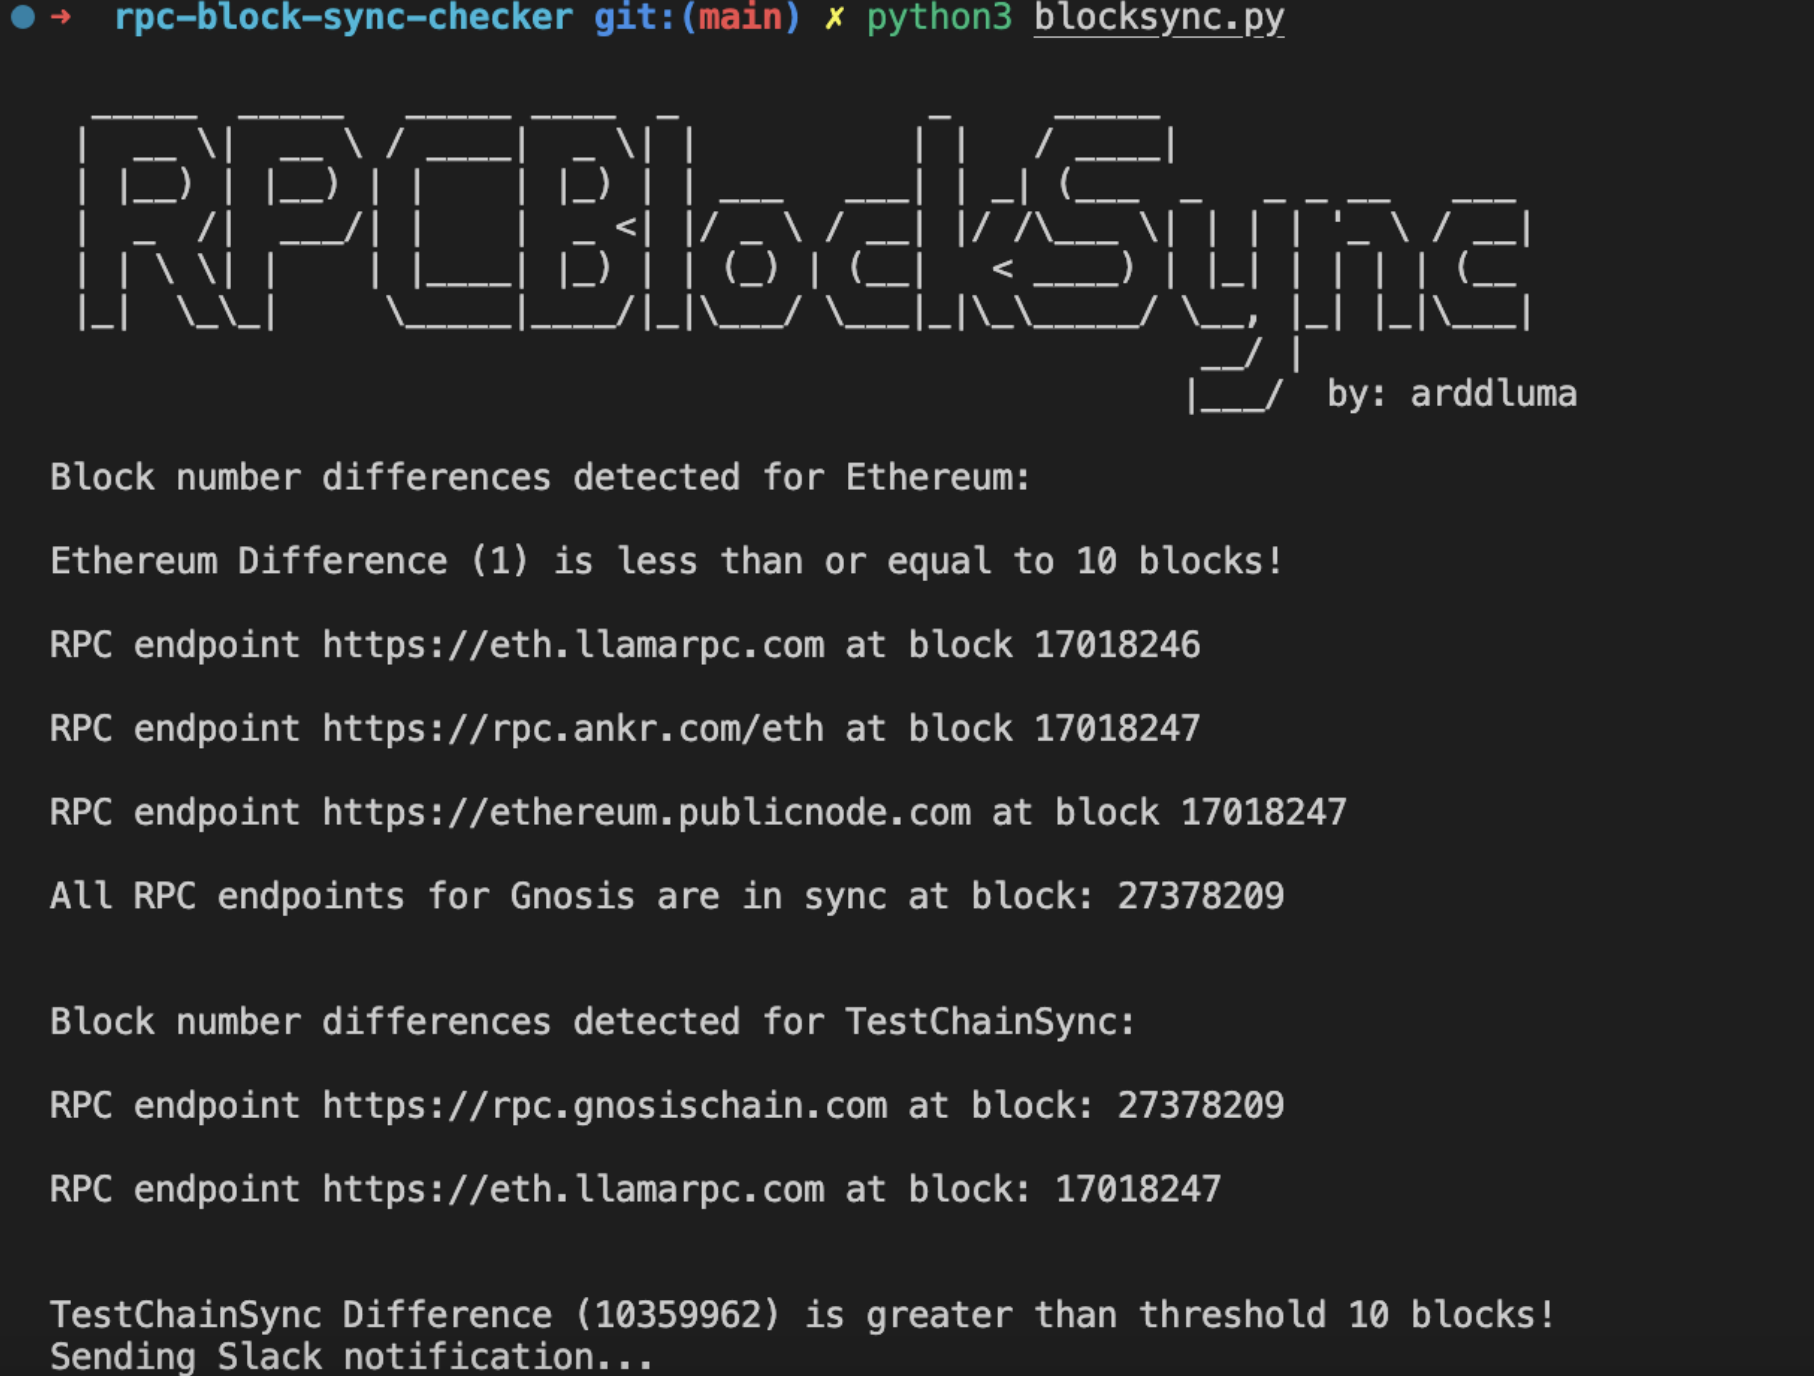 ➜ rpc-block-sync-checker git:(main) ✗ python3 blocksync.py
RPCBlockSync
by: arddluma
Block number differences detected for Ethereum:
Ethereum Difference (1) is less than or equal to 10 blocks!
RPC endpoint https://eth.llamarpc.com at block 17018246
RPC endpoint https://rpc.ankr.com/eth at block 17018247
RPC endpoint https://ethereum.publicnode.com at block 17018247
All RPC endpoints for Gnosis are in sync at block: 27378209
Block number differences detected for TestChainSync:
RPC endpoint https://rpc.gnosischain.com at block: 27378209
RPC endpoint https://eth.llamarpc.com at block: 17018247
TestChainSync Difference (10359962) is greater than threshold 10 blocks!
Sending Slack notification...